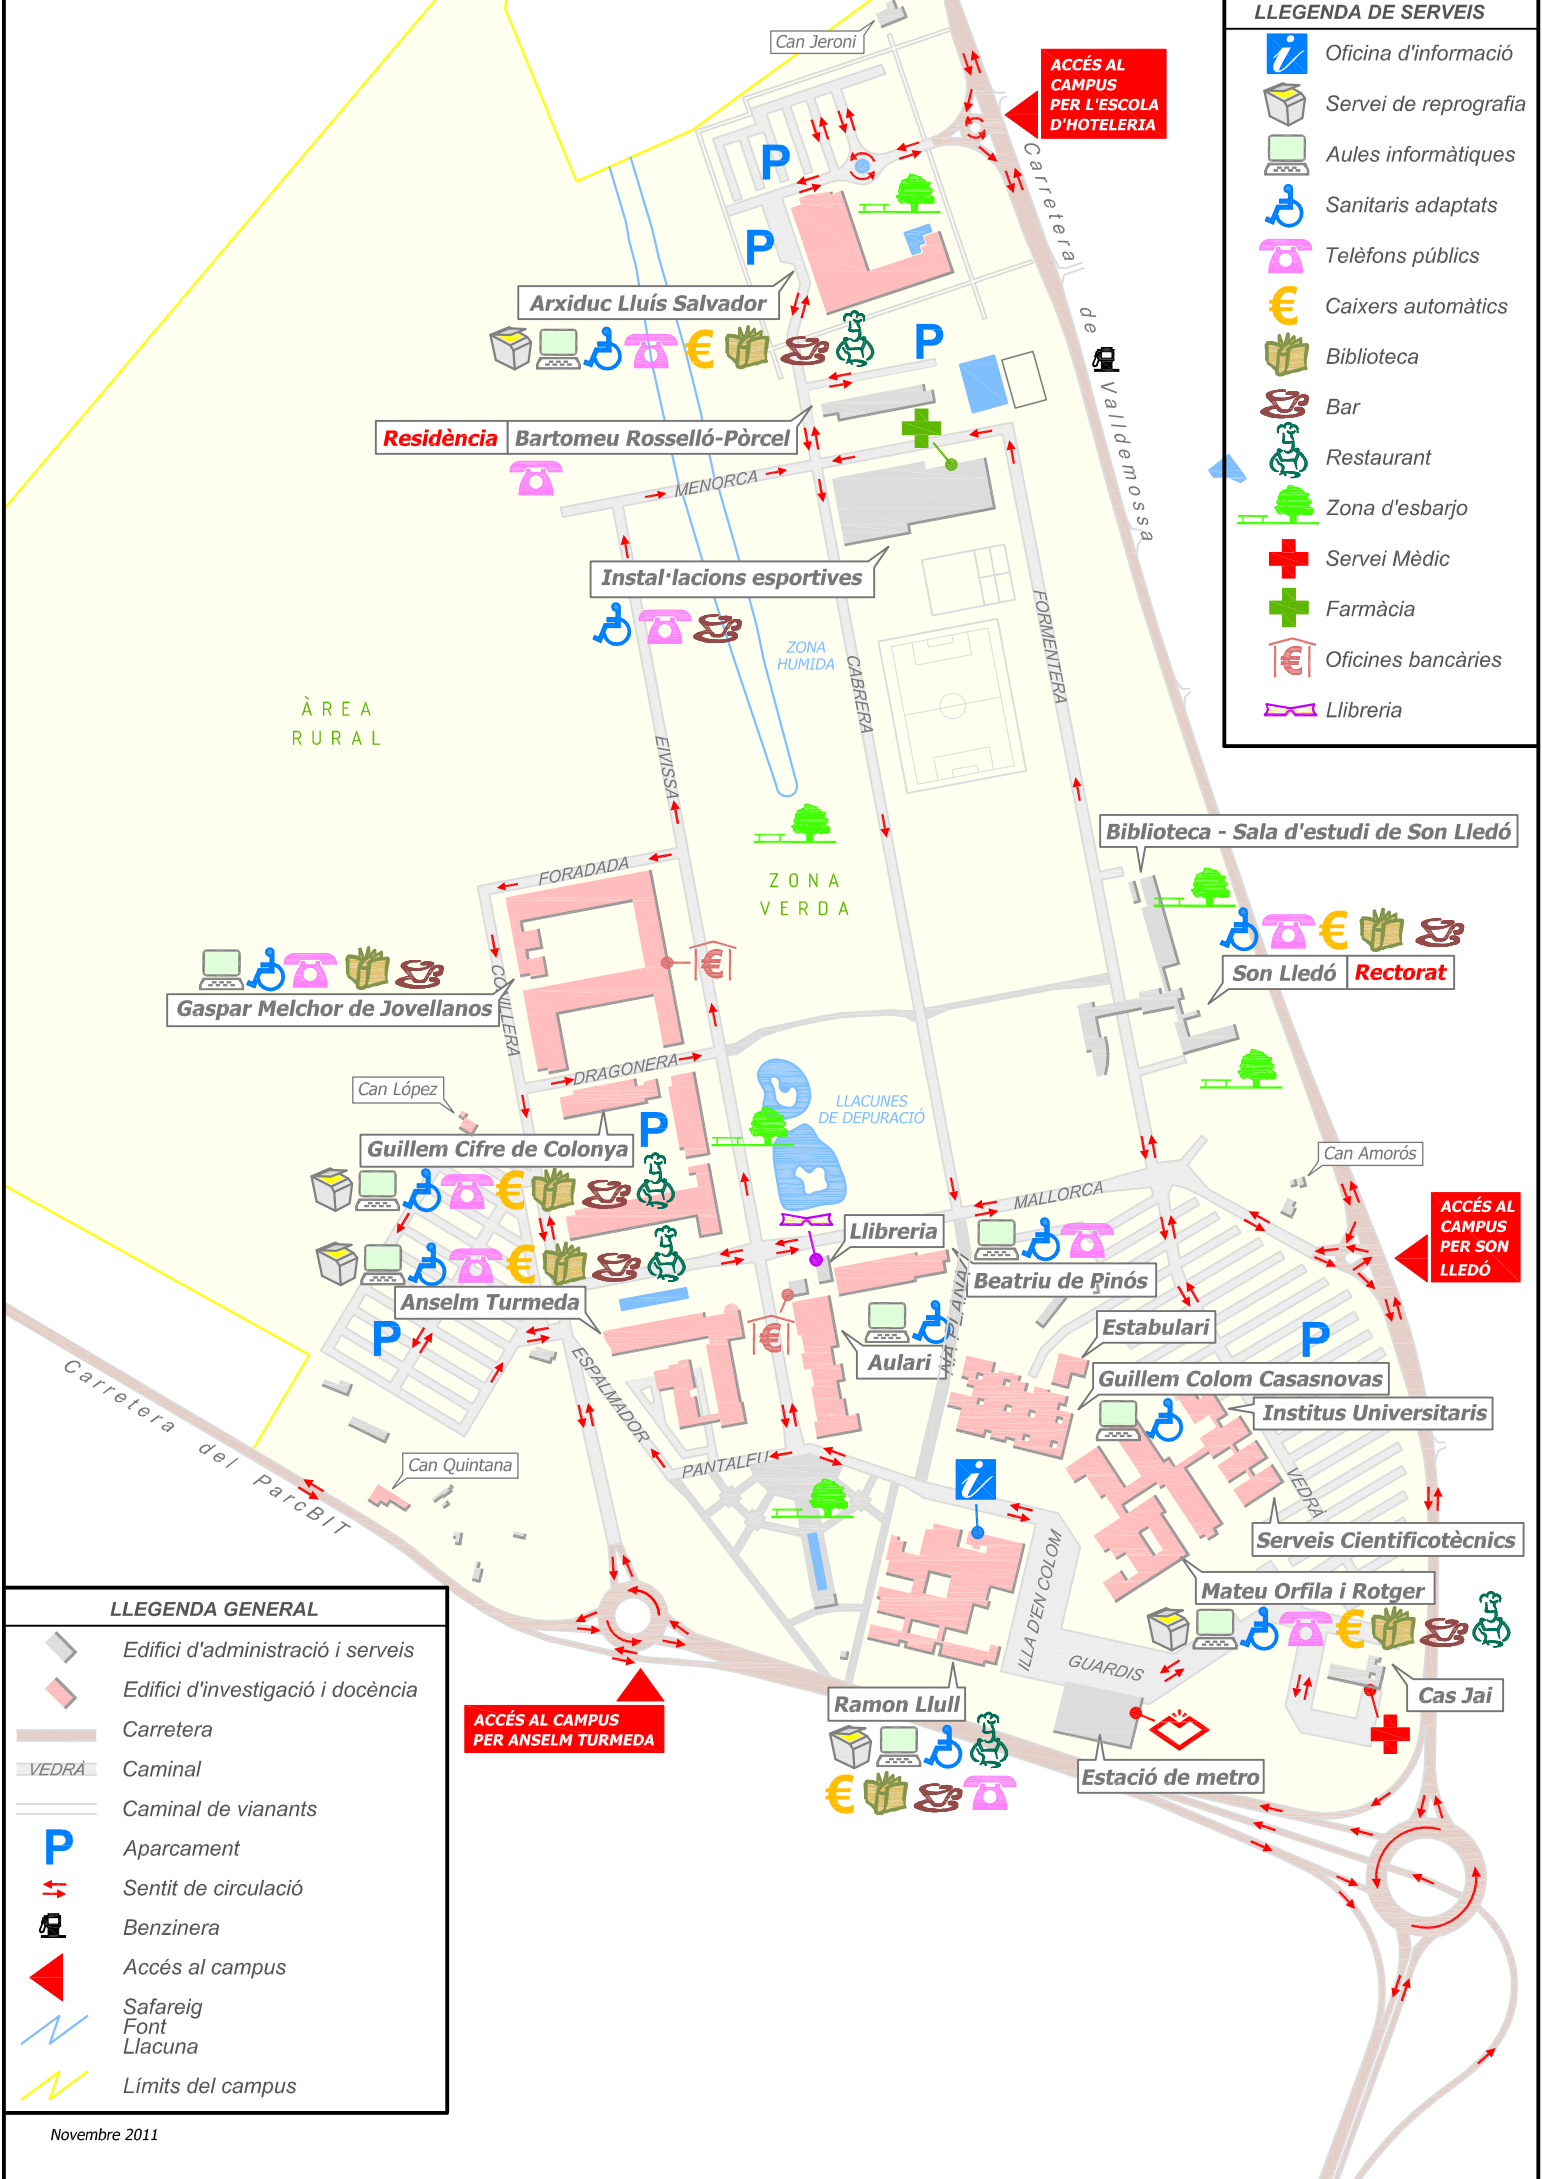 Can Jeroni
ACCÉS AL
CAMPUS
PER L'ESCOLA
D'HOTELERIA
LLEGENDA DE SERVEIS
Oficina d'informació
Servei de reprografia
Aules informàtiques
Sanitaris adaptats
Telèfons públics
Caixers automàtics
Biblioteca
Bar
Restaurant
Zona d'esbarjo
Servei Mèdic
Farmàcia
Oficines bancàries
Llibreria
P
P
Carretera de Valldemossa
Arxiduc Lluís Salvador
P
Residència Bartomeu Rosselló-Pòrcel
MENORCA
Instal·lacions esportives
FORMENTERA
ZONA
HUMIDA
CABRERA
ÀREA
RURAL
EIVISSA
Biblioteca - Sala d'estudi de Son Lledó
FORADADA
ZONA
VERDA
Son Lledó Rectorat
CONILLERA
Gaspar Melchor de Jovellanos
DRAGONERA
Can López
LLACUNES
DE DEPURACIÓ
P
Guillem Cifre de Colonya
Can Amorós
MALLORCA
ACCÉS AL
CAMPUS
PER SON
LLEDÓ
Llibreria
Beatriu de Pinós
NA PLANA
Anselm Turmeda
P
Estabulari
P
Aulari
ESPALMADOR
Guillem Colom Casasnovas
Institus Universitaris
Carretera del ParcBIT
Can Quintana
PANTALEU
VEDRÀ
Serveis Cientificotècnics
ILLA D'EN COLOM
Mateu Orfila i Rotger
GUARDIS
Cas Jai
Ramon Llull
ACCÉS AL CAMPUS
PER ANSELM TURMEDA
Estació de metro
LLEGENDA GENERAL
Edifici d'administració i serveis
Edifici d'investigació i docència
Carretera
VEDRÀ Caminal
Caminal de vianants
P Aparcament
Sentit de circulació
Benzinera
Accés al campus
Safareig
Font
Llacuna
Límits del campus
Novembre 2011